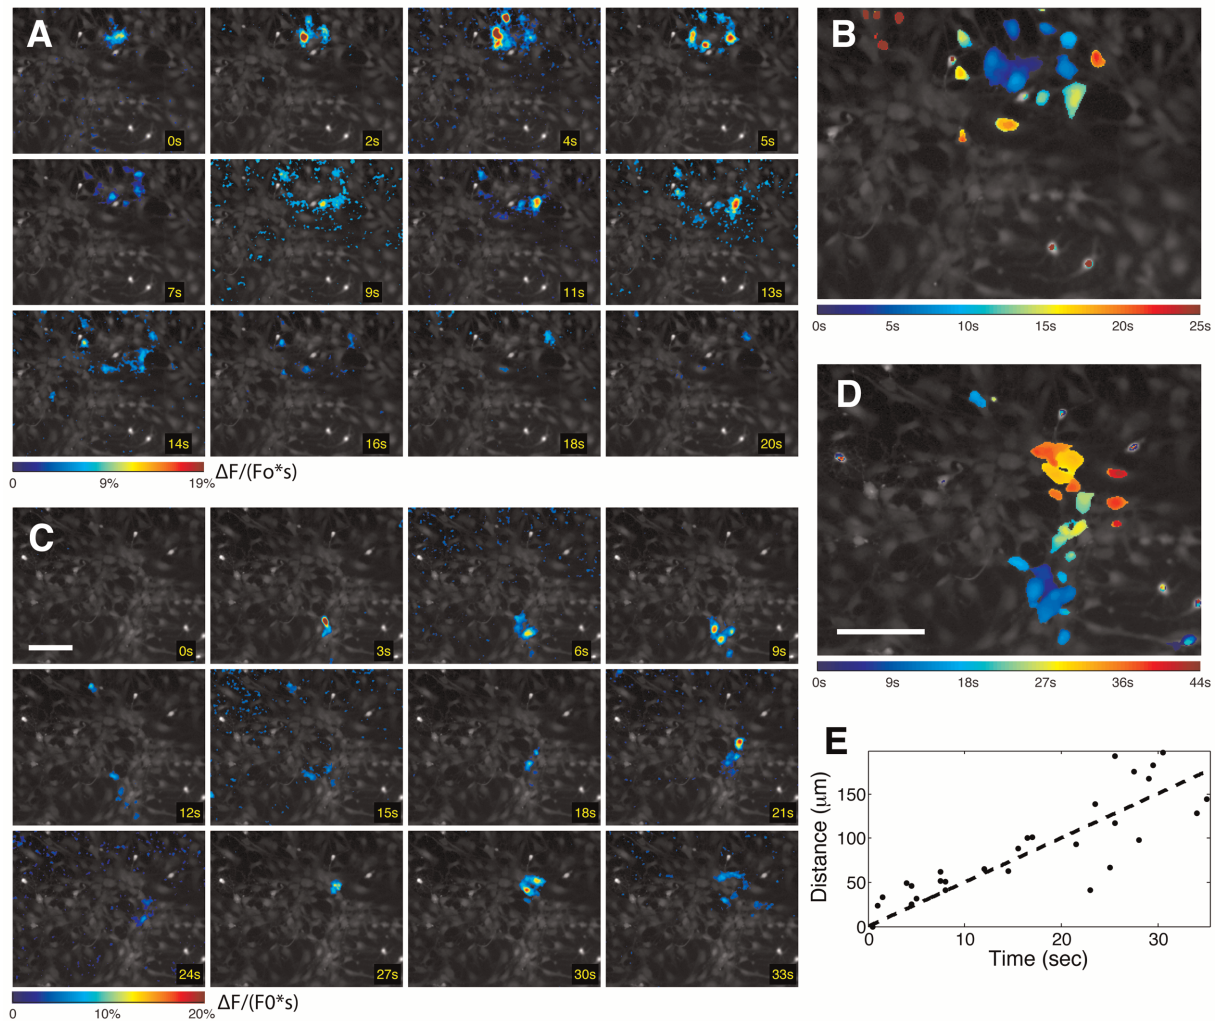 A
0s
2s
4s
5s
7s
9s
11s
13s
14s
16s
18s
20s
0 9% 19% ΔF/(Fo*s)
B
0s 5s 10s 15s 20s 25s
C
0s
3s
6s
9s
12s
15s
18s
21s
24s
27s
30s
33s
0 10% 20% ΔF/(F0*s)
D
0s 9s 18s 27s 36s 44s
E
Distance (μm)
150
100
50
0
0 10 20 30
Time (sec)